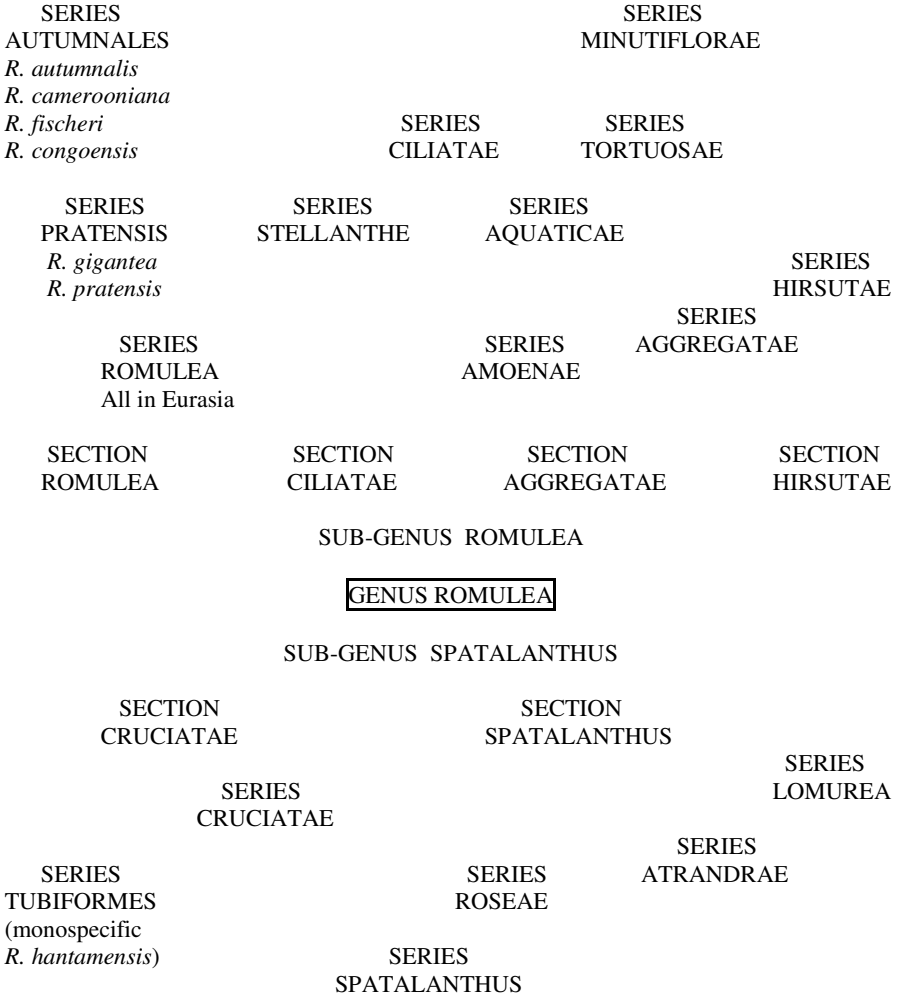 SERIES SERIES
AUTUMNALES MINUTIFLORAE
R. autumnalis
R. camerooniana
R. fischeri SERIES SERIES
R. congoensis CILIATAE TORTUOSAE
SERIES SERIES SERIES
PRATENSIS STELLANTHE AQUATICAE
R. gigantea SERIES
R. pratensis HIRSUTAE
SERIES
SERIES SERIES AGGREGATAE
ROMULEA AMOENAE
All in Eurasia
SECTION SECTION SECTION SECTION
ROMULEA CILIATAE AGGREGATAE HIRSUTAE
SUB-GENUS ROMULEA
GENUS ROMULEA
SUB-GENUS SPATALANTHUS
SECTION SECTION
CRUCIATAE SPATALANTHUS
SERIES
SERIES LOMUREA
CRUCIATAE
SERIES
SERIES SERIES ATRANDRAE
TUBIFORMES ROSEAE
(monospecific
R. hantamensis) SERIES
SPATALANTHUS